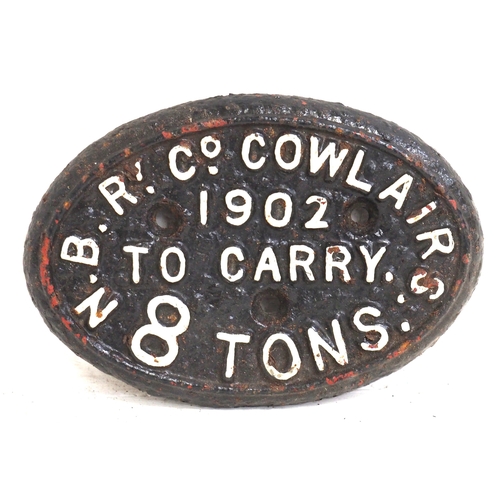 N.B.Rʸ. Cº COWLAIRS.
1902
TO CARRY.
8 TONS.